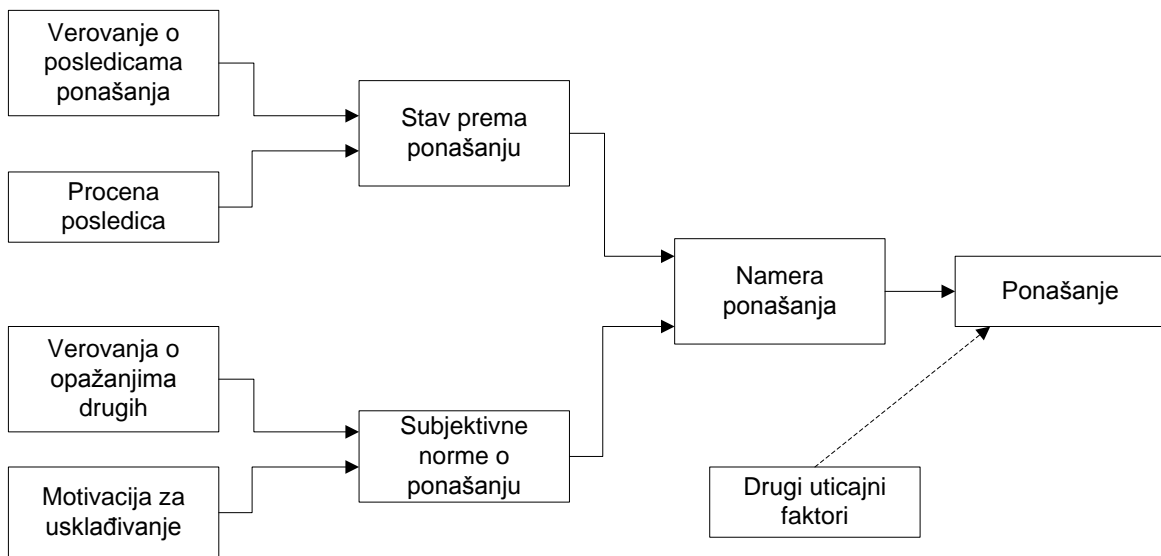 Verovanje o
posledicama
ponašanja
Stav prema
ponašanju
Procena
posledica
Namera
ponašanja
Ponašanje
Verovanja o
opažanjima
drugih
Subjektivne
norme o
ponašanju
Motivacija za
usklađivanje
Drugi uticajni
faktori